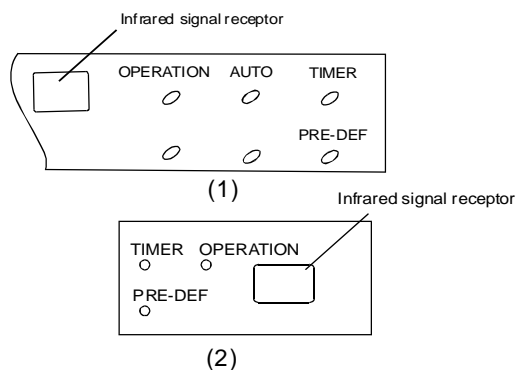 Infrared signal receptor
OPERATION AUTO TIMER
PRE-DEF
(1)
Infrared signal receptor
TIMER OPERATION
PRE-DEF
(2)